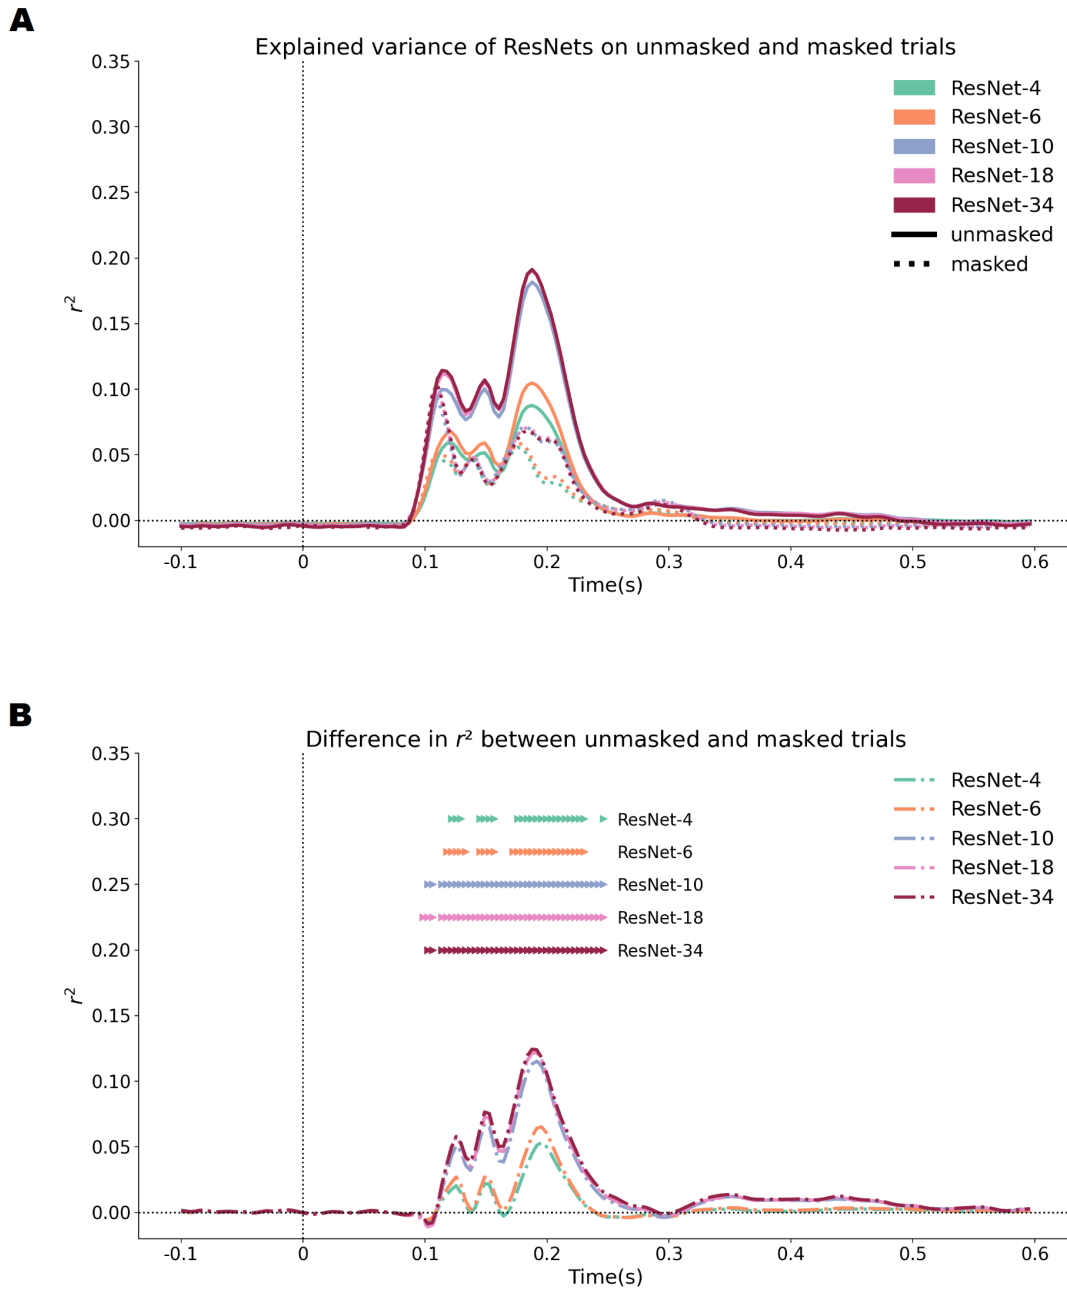 A
Explained variance of ResNets on unmasked and masked trials
0.35
0.30
0.25
0.20
0.15
0.10
0.05
0.00
r²
-0.1
0
0.1
0.2
0.3
0.4
0.5
0.6
Time(s)
ResNet-4
ResNet-6
ResNet-10
ResNet-18
ResNet-34
unmasked
masked
B
Difference in r² between unmasked and masked trials
0.35
0.30
0.25
0.20
0.15
0.10
0.05
0.00
r²
-0.1
0
0.1
0.2
0.3
0.4
0.5
0.6
Time(s)
ResNet-4
ResNet-6
ResNet-10
ResNet-18
ResNet-34
ResNet-4
ResNet-6
ResNet-10
ResNet-18
ResNet-34